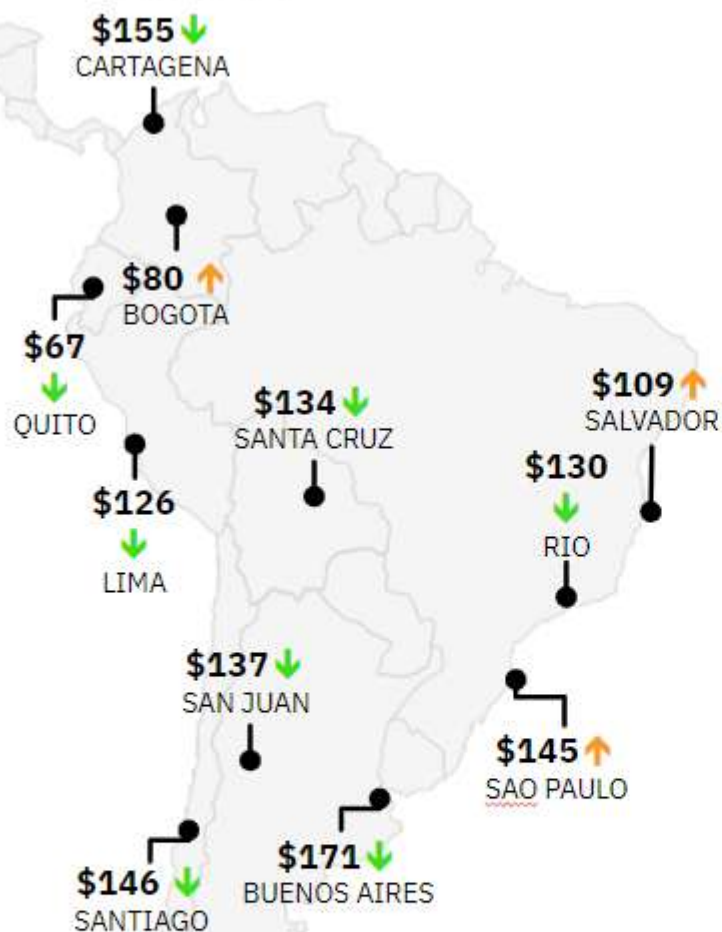 $155
CARTAGENA
$80
BOGOTA
$67
QUITO
$134
SANTA CRUZ
$109
SALVADOR
$126
LIMA
$130
RIO
$137
SAN JUAN
$145
SAO PAULO
$146
SANTIAGO
$171
BUENOS AIRES